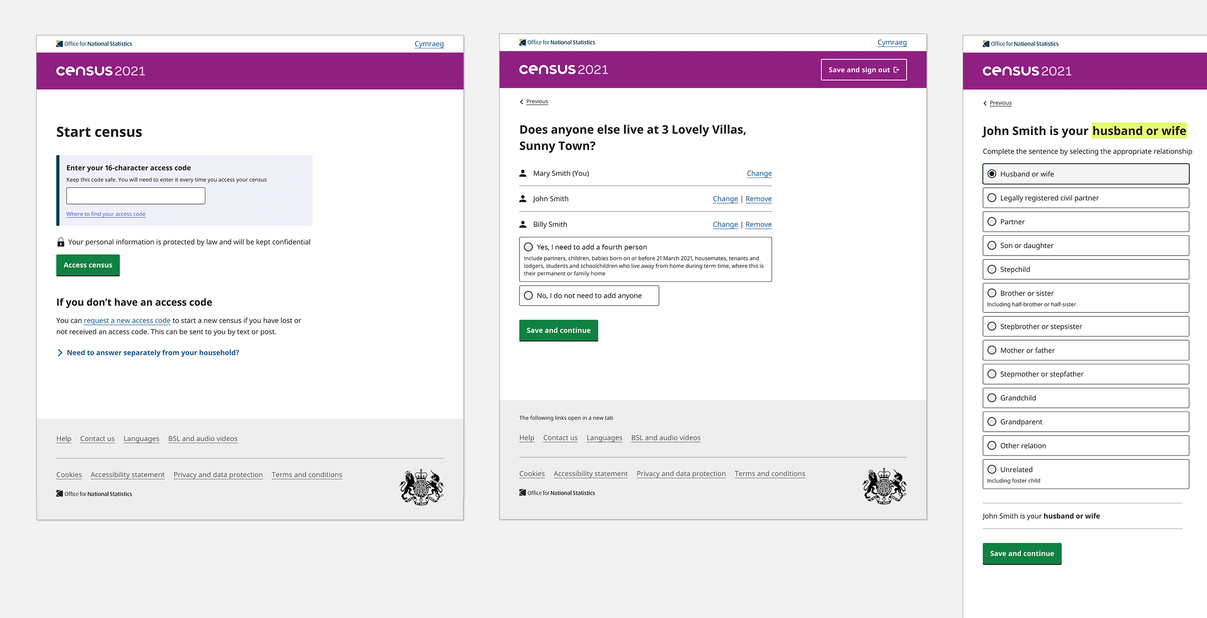 Office for National Statistics
Cymraeg
census 2021
Start census
Enter your 16-character access code
Keep this code safe. You will need to enter it every time you access your census
Where to find your access code
Your personal information is protected by law and will be kept confidential
Access census
If you don't have an access code
You can request a new access code to start a new census if you have lost or
not received an access code. This can be sent to you by text or post.
Need to answer separately from your household?
Help Contact us Languages BSL and audio videos
Cookies Accessibility statement Privacy and data protection Terms and conditions
Office for National Statistics
Office for National Statistics
Cymraeg
census 2021
Save and sign out
Previous
Does anyone else live at 3 Lovely Villas,
Sunny Town?
Mary Smith (You) Change
John Smith Change | Remove
Billy Smith Change | Remove
Yes, I need to add a fourth person
Include partners, children, babies born on or before 21 March 2021, housemates, tenants and
lodgers, students and schoolchildren who live away from home during term time, where this is
their permanent or family home
No, I do not need to add anyone
Save and continue
The following links open in a new tab
Help Contact us Languages BSL and audio videos
Cookies Accessibility statement Privacy and data protection Terms and conditions
Office for National Statistics
Office for National Statistics
census 2021
Previous
John Smith is your husband or wife
Complete the sentence by selecting the appropriate relationship
Husband or wife
Legally registered civil partner
Partner
Son or daughter
Stepchild
Brother or sister
Including half-brother or half-sister
Stepbrother or stepsister
Mother or father
Stepmother or stepfather
Grandchild
Grandparent
Other relation
Unrelated
Including foster child
John Smith is your husband or wife
Save and continue